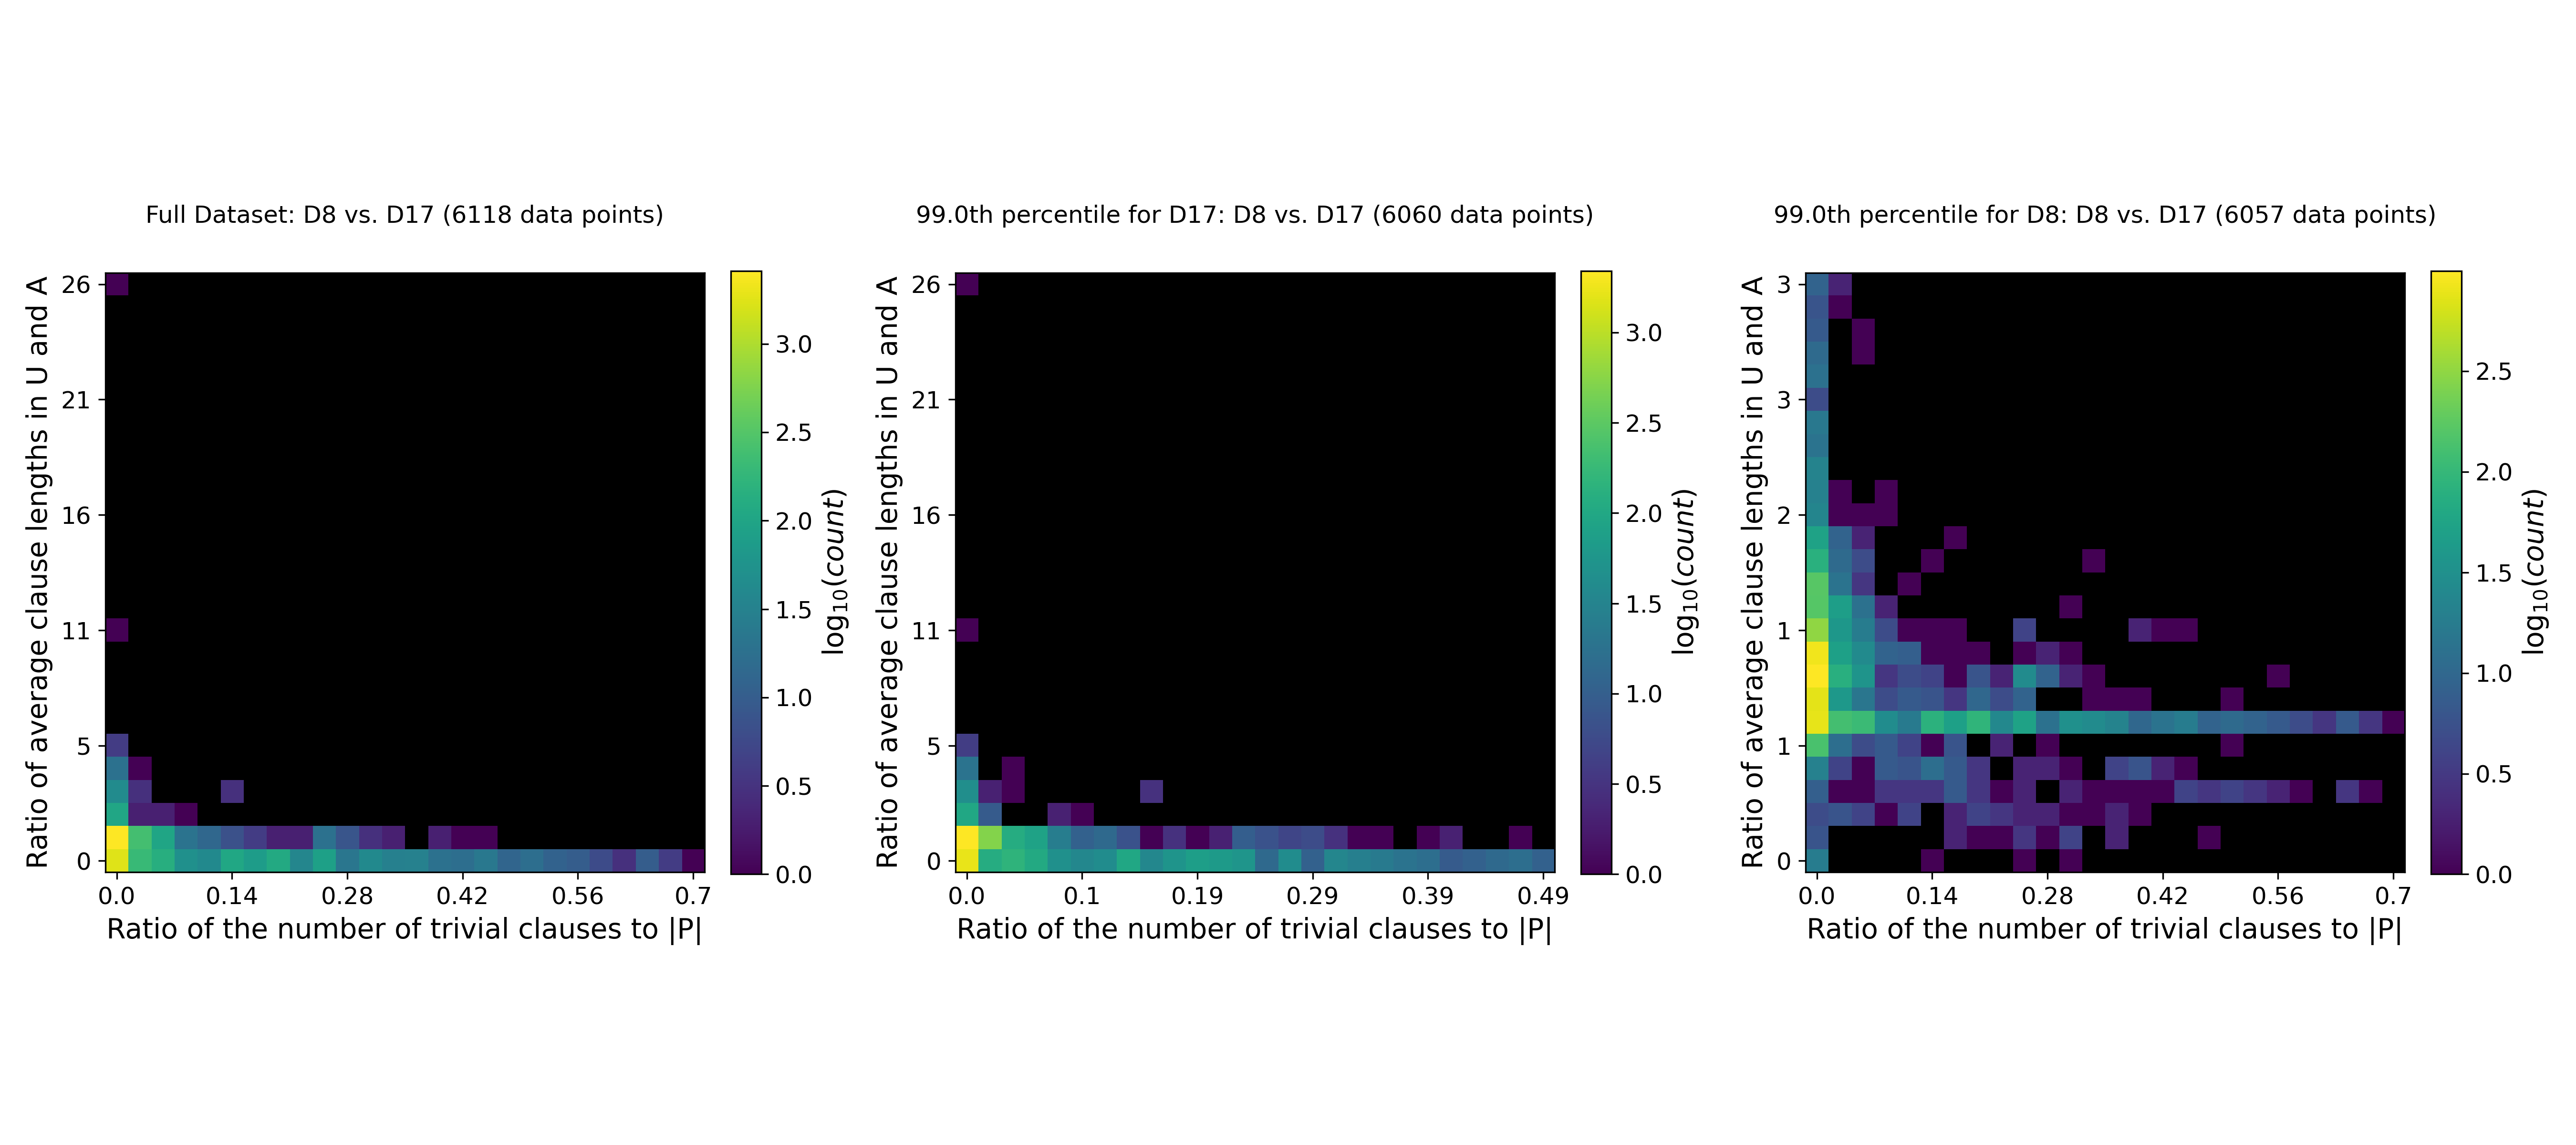 Full Dataset: D8 vs. D17 (6118 data points)
Ratio of average clause lengths in U and A
26
21
16
11
5
0
0.0 0.14 0.28 0.42 0.56 0.7
Ratio of the number of trivial clauses to |P|
3.0
2.5
2.0
1.5
1.0
0.5
0.0
log₁₀(count)
99.0th percentile for D17: D8 vs. D17 (6060 data points)
Ratio of average clause lengths in U and A
26
21
16
11
5
0
0.0 0.1 0.19 0.29 0.39 0.49
Ratio of the number of trivial clauses to |P|
3.0
2.5
2.0
1.5
1.0
0.5
0.0
log₁₀(count)
99.0th percentile for D8: D8 vs. D17 (6057 data points)
Ratio of average clause lengths in U and A
3
3
2
1
1
0
0.0 0.14 0.28 0.42 0.56 0.7
Ratio of the number of trivial clauses to |P|
2.5
2.0
1.5
1.0
0.5
0.0
log₁₀(count)